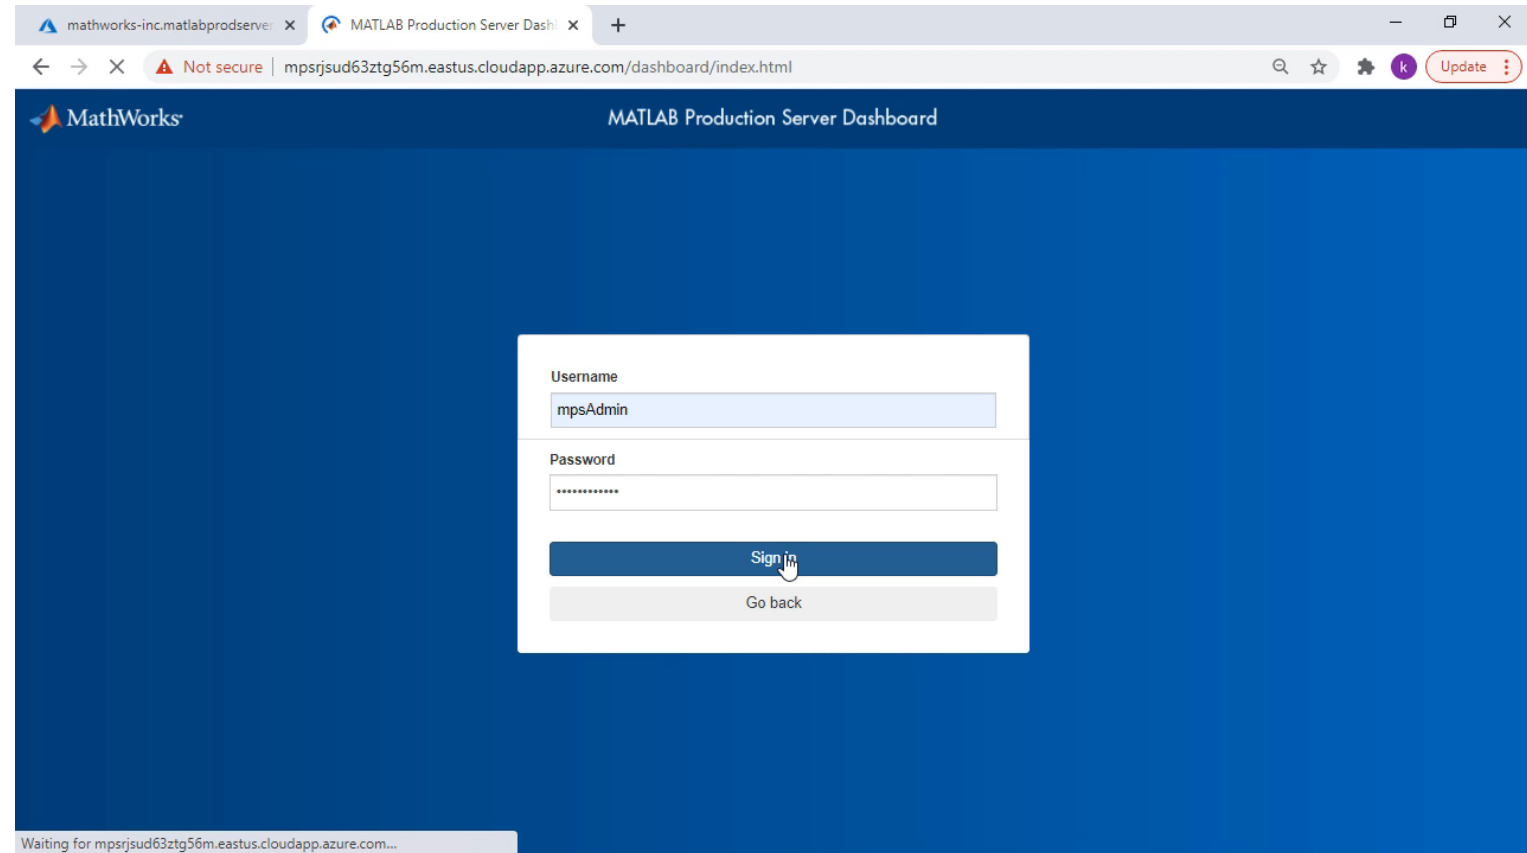 mathworks-inc.matlabprodserver
MATLAB Production Server Dash
Not secure
mpsrjsud63ztg56m.eastus.cloudapp.azure.com/dashboard/index.html
k
Update
MathWorks
MATLAB Production Server Dashboard
Username
mpsAdmin
Password
••••••••••••
Sign in
Go back
Waiting for mpsrjsud63ztg56m.eastus.cloudapp.azure.com...